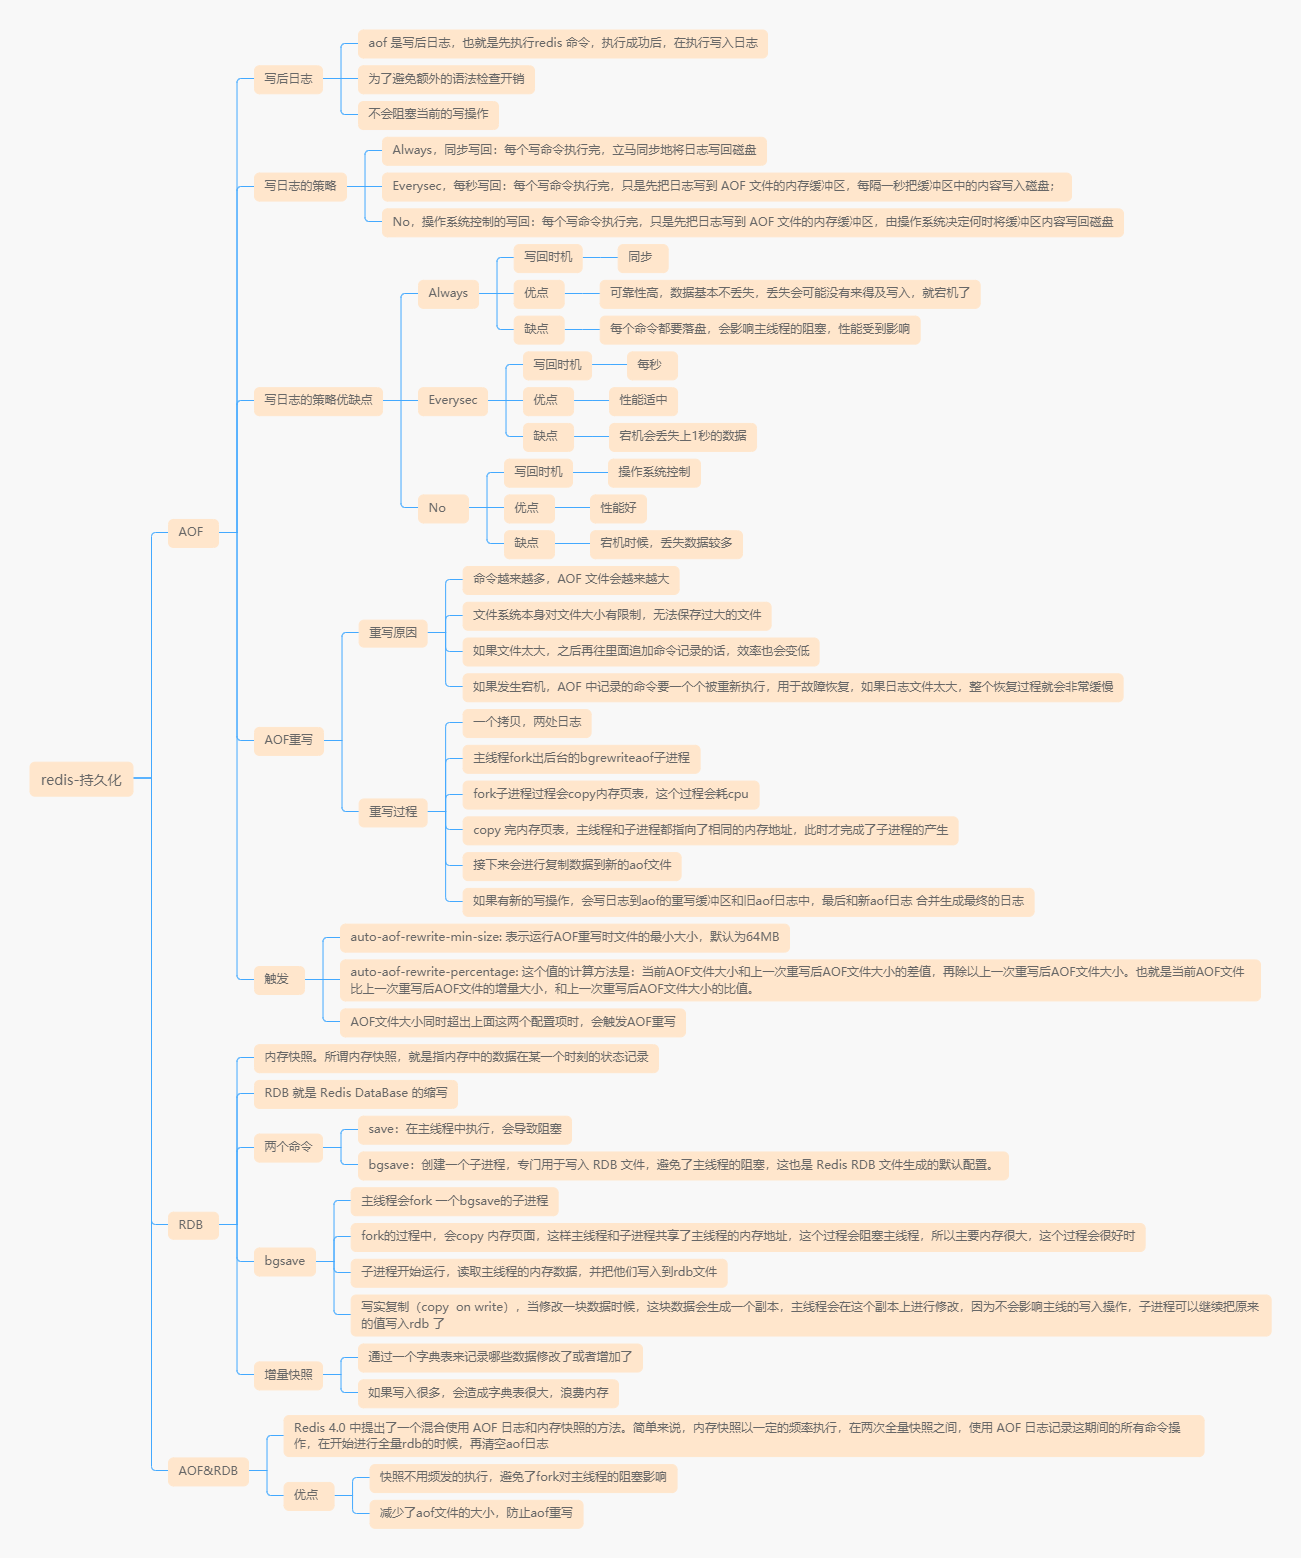 redis-持久化
AOF
写后日志
aof 是写后日志，也就是先执行redis 命令，执行成功后，在执行写入日志
为了避免额外的语法检查开销
不会阻塞当前的写操作
写日志的策略
Always，同步写回：每个写命令执行完，立马同步地将日志写回磁盘
Everysec，每秒写回：每个写命令执行完，只是先把日志写到 AOF 文件的内存缓冲区，每隔一秒把缓冲区中的内容写入磁盘；
No，操作系统控制的写回：每个写命令执行完，只是先把日志写到 AOF 文件的内存缓冲区，由操作系统决定何时将缓冲区内容写回磁盘
写日志的策略优缺点
Always
写回时机
同步
优点
可靠性高，数据基本不丢失，丢失会可能没有来得及写入，就宕机了
缺点
每个命令都要落盘，会影响主线程的阻塞，性能受到影响
Everysec
写回时机
每秒
优点
性能适中
缺点
宕机会丢失上1秒的数据
No
写回时机
操作系统控制
优点
性能好
缺点
宕机时候，丢失数据较多
AOF重写
重写原因
命令越来越多，AOF 文件会越来越大
文件系统本身对文件大小有限制，无法保存过大的文件
如果文件太大，之后再往里面追加命令记录的话，效率也会变低
如果发生宕机，AOF 中记录的命令要一个个被重新执行，用于故障恢复，如果日志文件太大，整个恢复过程就会非常缓慢
重写过程
一个拷贝，两处日志
主线程fork出后台的bgrewriteaof子进程
fork子进程过程会copy内存页表，这个过程会耗cpu
copy 完内存页表，主线程和子进程都指向了相同的内存地址，此时才完成了子进程的产生
接下来会进行复制数据到新的aof文件
如果有新的写操作，会写日志到aof的重写缓冲区和旧aof日志中，最后和新aof日志 合并生成最终的日志
触发
auto-aof-rewrite-min-size: 表示运行AOF重写时文件的最小大小，默认为64MB
auto-aof-rewrite-percentage: 这个值的计算方法是：当前AOF文件大小和上一次重写后AOF文件大小的差值，再除以上一次重写后AOF文件大小。也就是当前AOF文件
比上一次重写后AOF文件的增量大小，和上一次重写后AOF文件大小的比值。
AOF文件大小同时超出上面这两个配置项时，会触发AOF重写
RDB
内存快照。所谓内存快照，就是指内存中的数据在某一个时刻的状态记录
RDB 就是 Redis DataBase 的缩写
两个命令
save：在主线程中执行，会导致阻塞
bgsave：创建一个子进程，专门用于写入 RDB 文件，避免了主线程的阻塞，这也是 Redis RDB 文件生成的默认配置。
bgsave
主线程会fork 一个bgsave的子进程
fork的过程中，会copy 内存页面，这样主线程和子进程共享了主线程的内存地址，这个过程会阻塞主线程，所以主要内存很大，这个过程会很好时
子进程开始运行，读取主线程的内存数据，并把他们写入到rdb文件
写实复制（copy on write），当修改一块数据时候，这块数据会生成一个副本，主线程会在这个副本上进行修改，因为不会影响主线的写入操作，子进程可以继续把原来
的值写入rdb 了
增量快照
通过一个字典表来记录哪些数据修改了或者增加了
如果写入很多，会造成字典表很大，浪费内存
AOF&RDB
Redis 4.0 中提出了一个混合使用 AOF 日志和内存快照的方法。简单来说，内存快照以一定的频率执行，在两次全量快照之间，使用 AOF 日志记录这期间的所有命令操
作，在开始进行全量rdb的时候，再清空aof日志
优点
快照不用频发的执行，避免了fork对主线程的阻塞影响
减少了aof文件的大小，防止aof重写